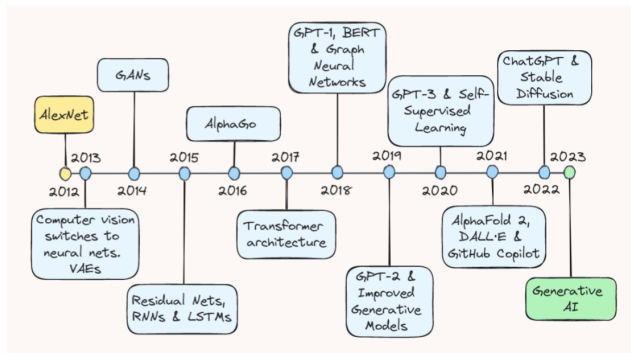 GPT-1, BERT
& Graph
Neural
Networks
ChatGPT &
Stable
Diffusion
GANs
GPT-3 & Self-
Supervised
Learning
AlexNet
AlphaGo
2013
2015
2017
2019
2021
2023
2012
2014
2016
2018
2020
2022
Computer vision
switches to
neural nets.
VAEs
Transformer
architecture
AlphaFold 2,
DALL·E &
GitHub Copilot
Residual Nets,
RNNs & LSTMs
GPT-2 &
Improved
Generative
Models
Generative
AI